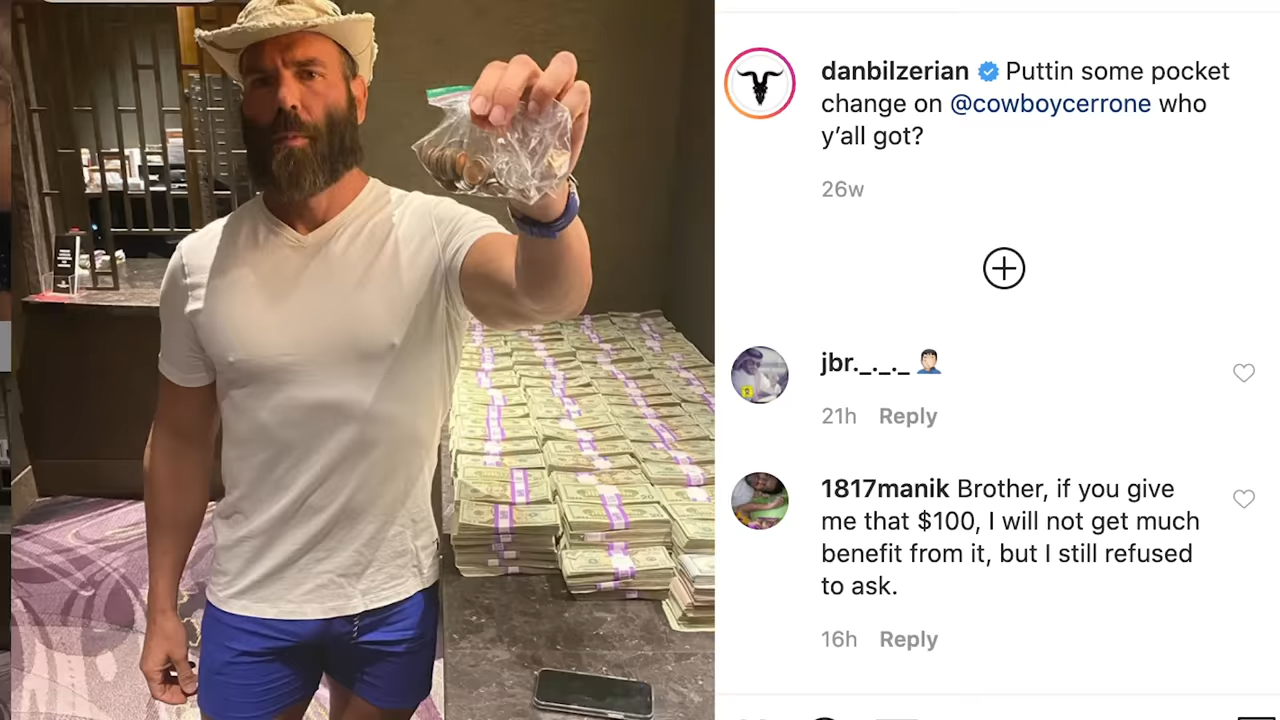 danbilzerian Puttin some pocket
change on @cowboycerrone who
y’all got?
26w
jbr._._._ 🤦🏻‍♂️
21h Reply
1817manik Brother, if you give
me that $100, I will not get much
benefit from it, but I still refused
to ask.
16h Reply